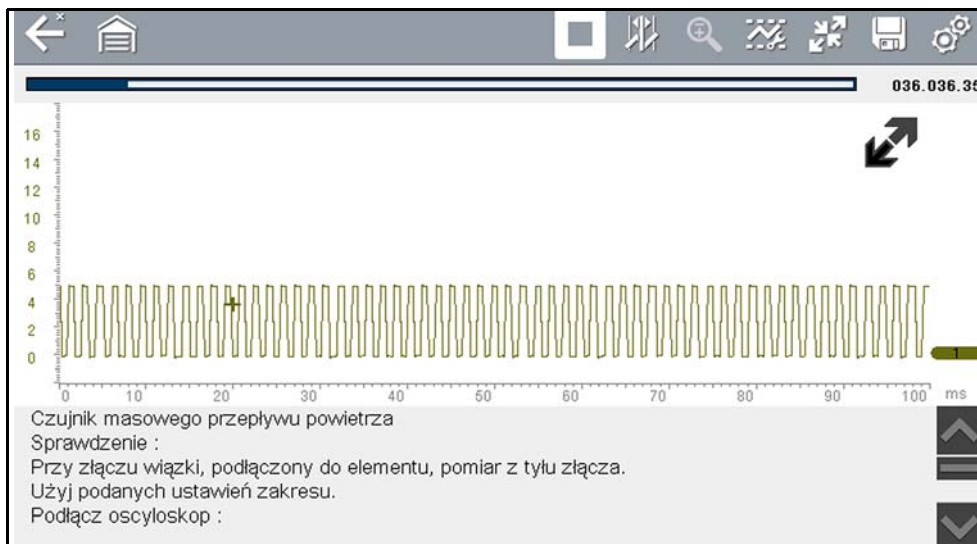 036.036.35
16
14
12
10
8
6
4
2
0
1
0 10 20 30 40 50 60 70 80 90 100 ms
Czujnik masowego przepływu powietrza
Sprawdzenie :
Przy złączu wiązki, podłączony do elementu, pomiar z tyłu złącza.
Użyj podanych ustawień zakresu.
Podłącz oscyloskop :